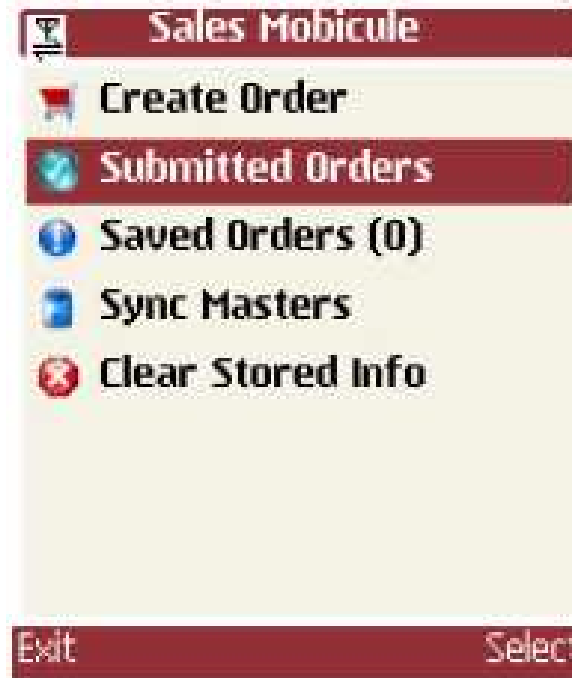 Sales Mobicule
Create Order
Submitted Orders
Saved Orders (0)
Sync Masters
Clear Stored Info
Exit Select